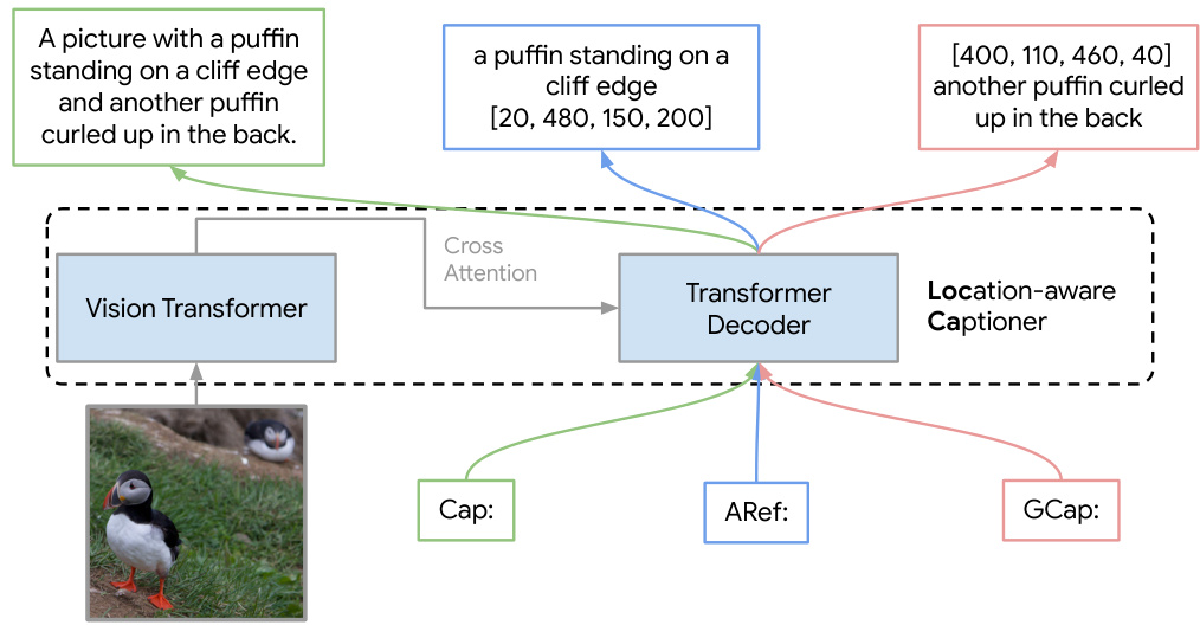 A picture with a puffin
standing on a cliff edge
and another puffin
curled up in the back.
a puffin standing on a
cliff edge
[20, 480, 150, 200]
[400, 110, 460, 40]
another puffin curled
up in the back
Cross
Attention
Vision Transformer
Transformer
Decoder
Location-aware
Captioner
Cap:
ARef:
GCap: